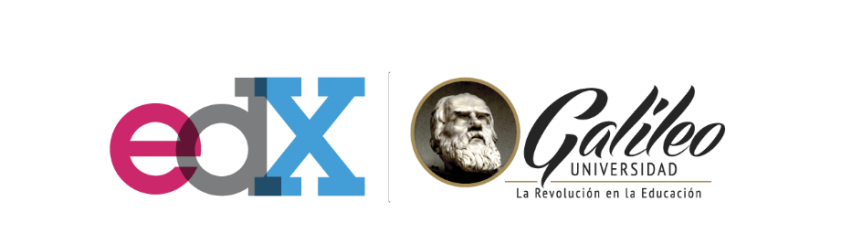 edX
Galileo
UNIVERSIDAD
La Revolución en la Educación